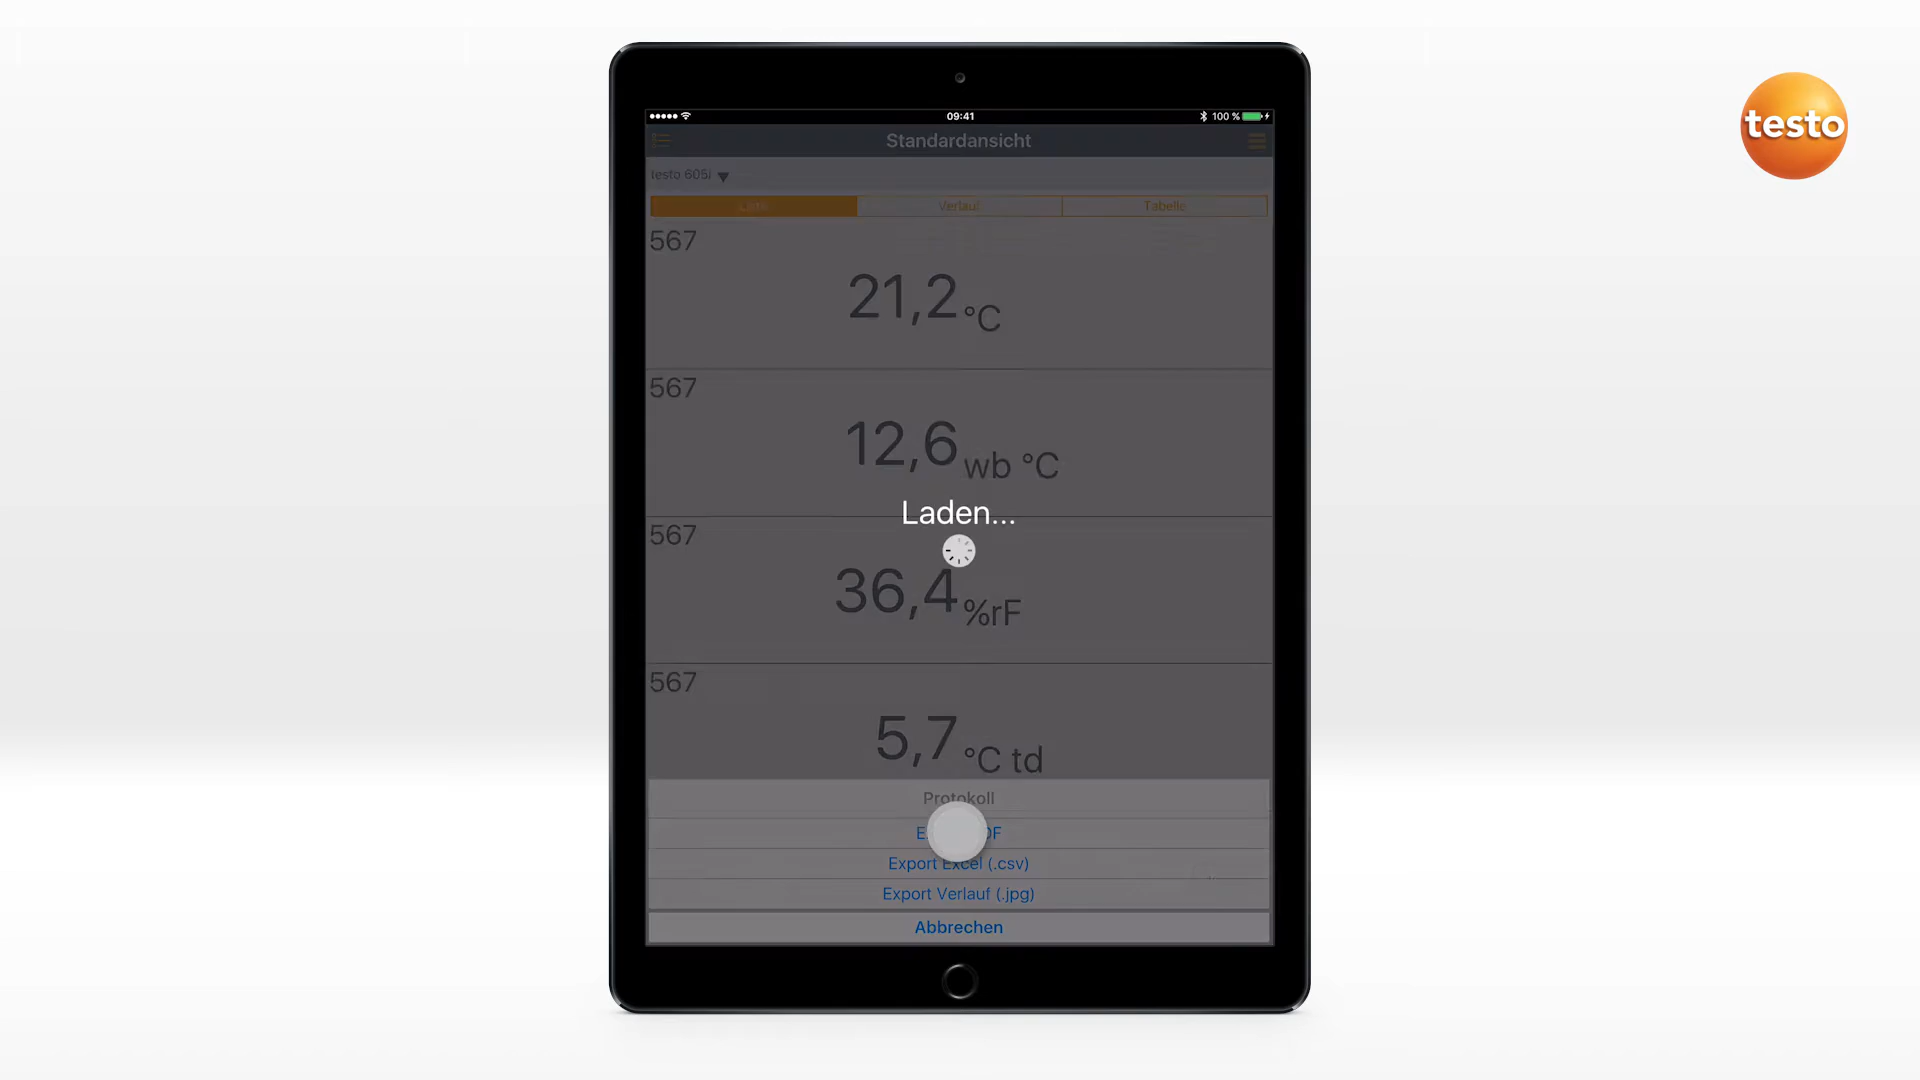 testo
09:41
100 %
Standardansicht
testo 605i
Liste Verlauf Tabelle
567
21,2 °C
567
12,6 wb °C
Laden...
567
36,4 %rF
567
5,7 °C td
Protokoll
Export Excel (.csv)
Export Verlauf (.jpg)
Abbrechen